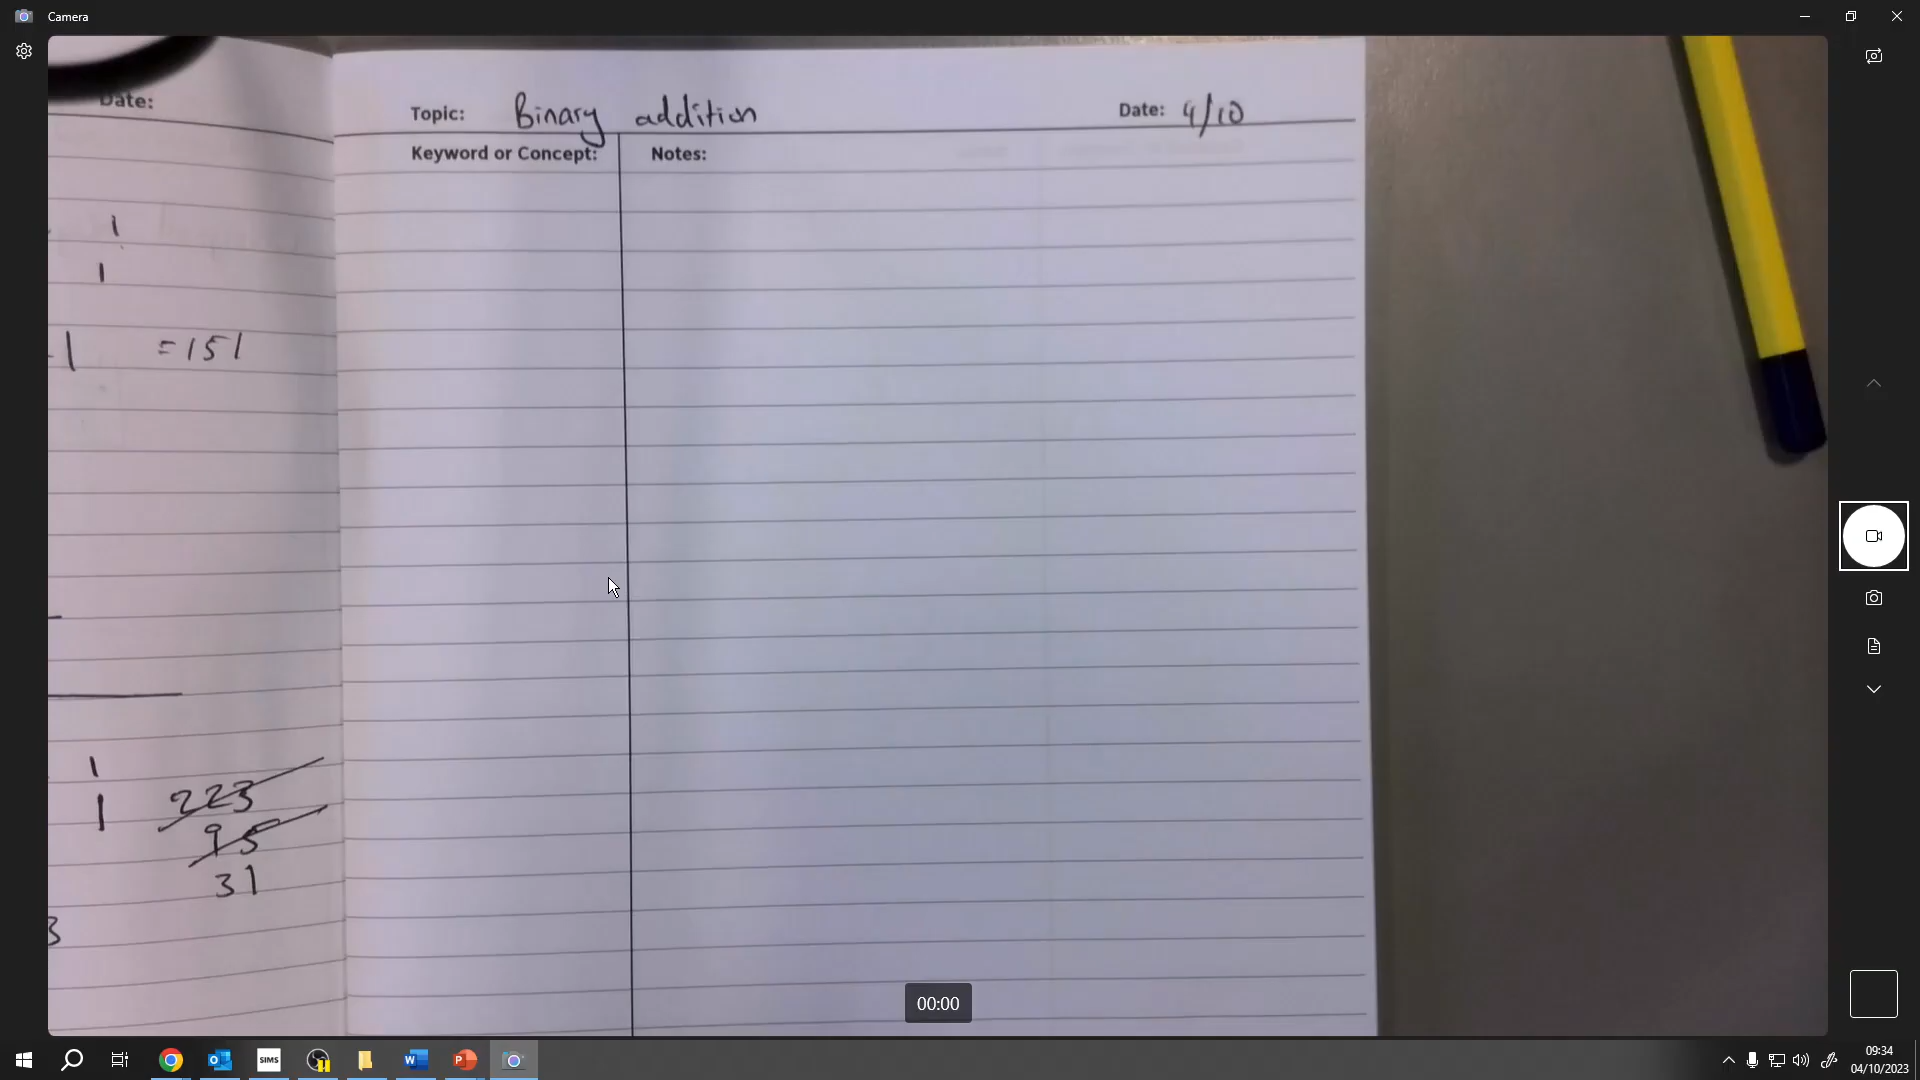 Camera
Date:
1
1
1 =151
1
1 223
95
31
3
Topic: Binary addition Date: 4/10
Keyword or Concept: Notes:
00:00
SIMS
09:34
04/10/2023